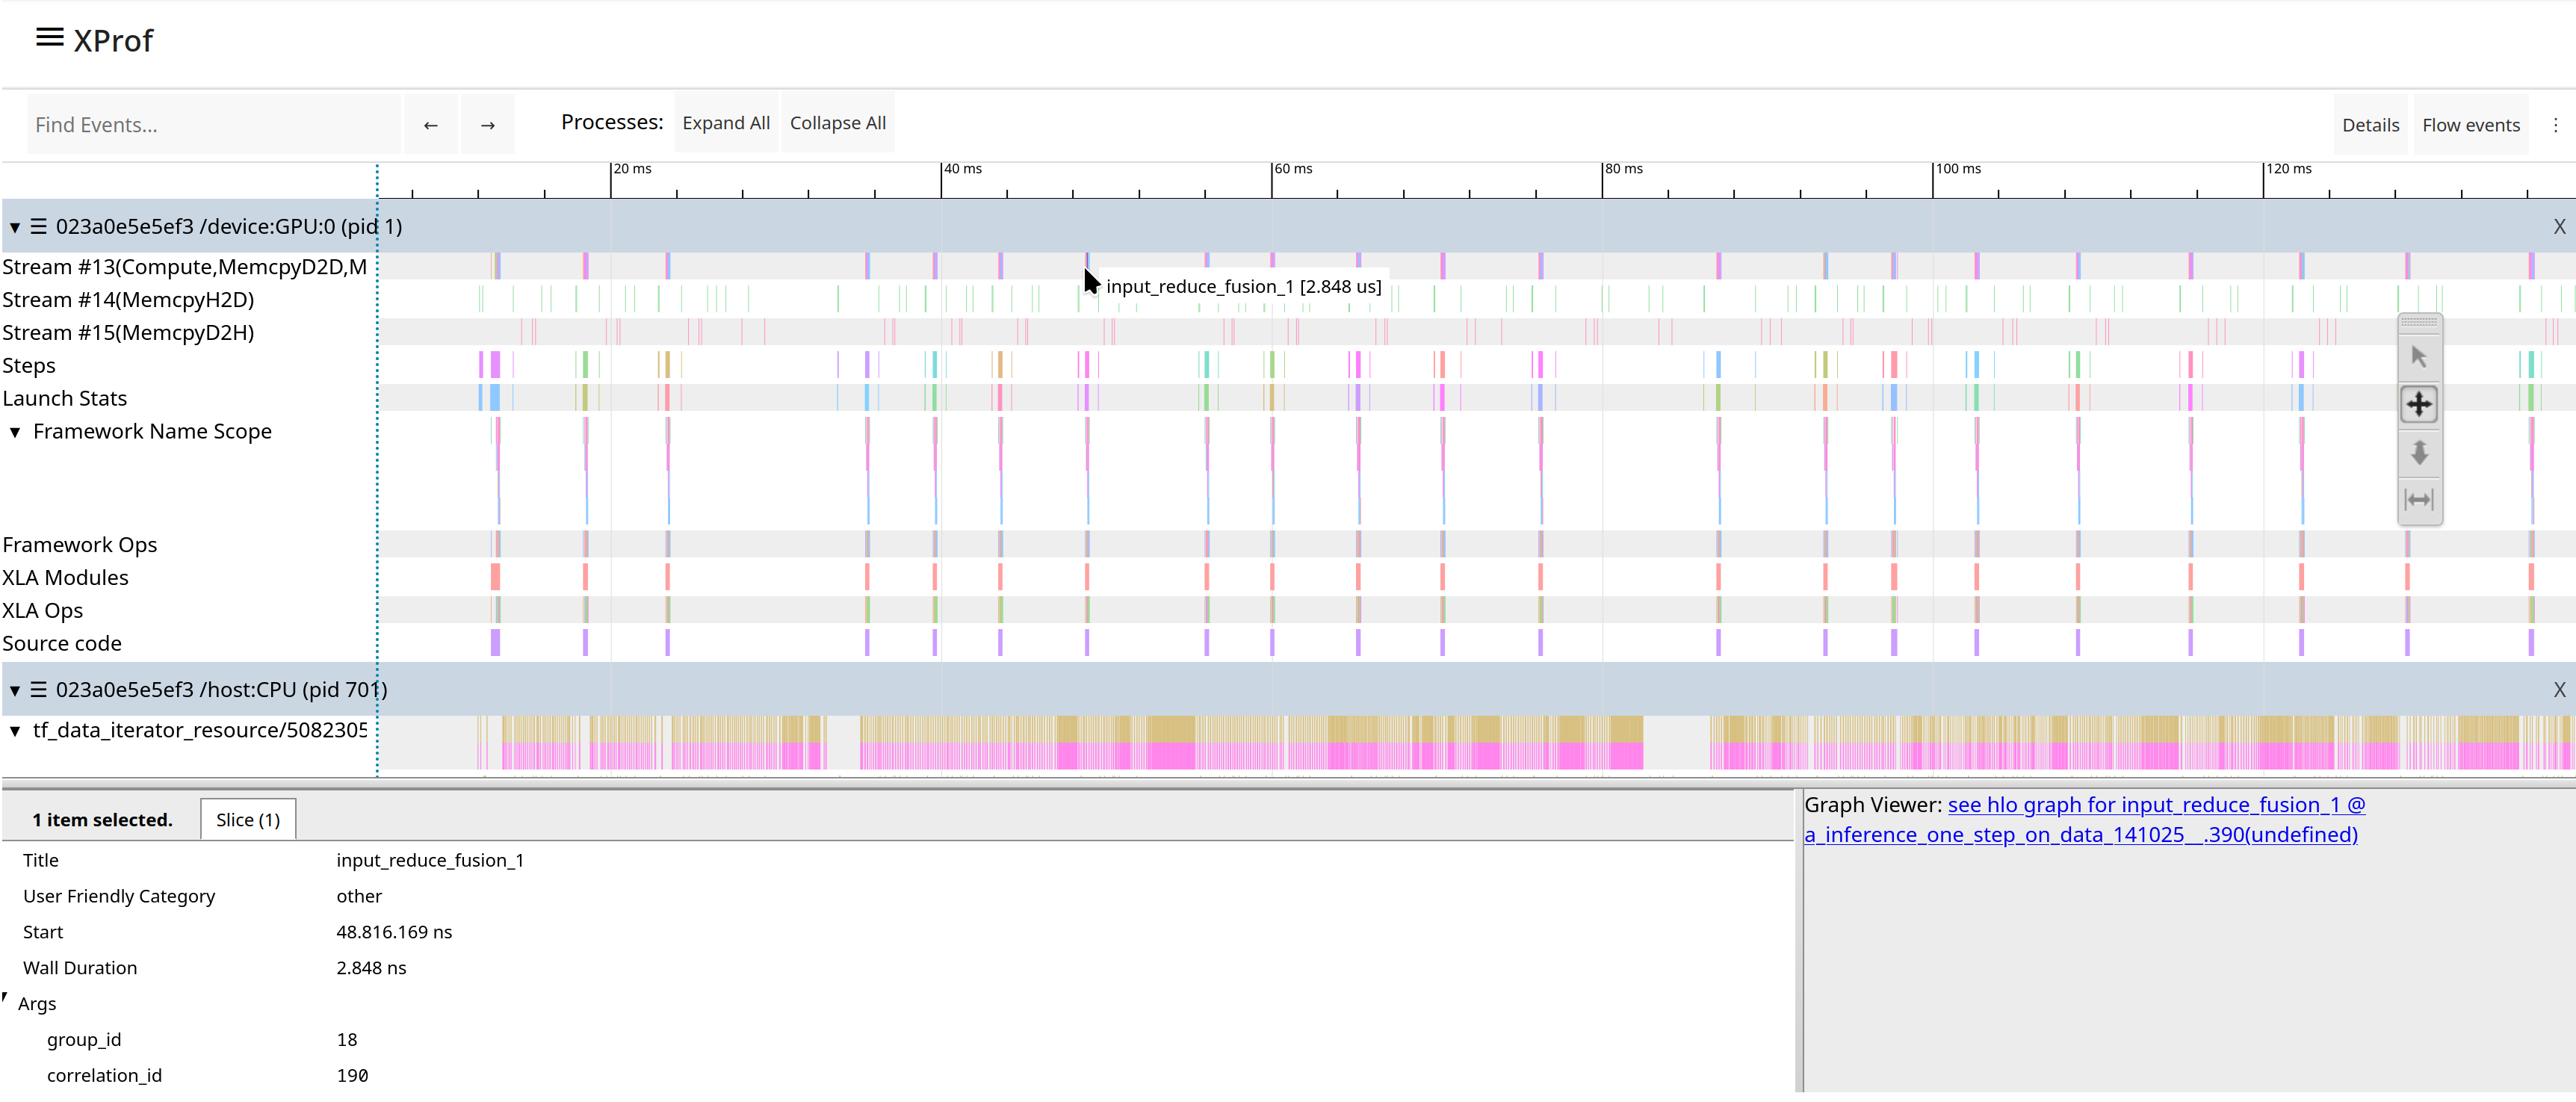 XProf
Find Events...
←
→
Processes:
Expand All
Collapse All
Details
Flow events
20 ms
40 ms
60 ms
80 ms
100 ms
120 ms
023a0e5e5ef3 /device:GPU:0 (pid 1)
X
Stream #13(Compute,MemcpyD2D,M
input_reduce_fusion_1 [2.848 us]
Stream #14(MemcpyH2D)
Stream #15(MemcpyD2H)
Steps
Launch Stats
Framework Name Scope
Framework Ops
XLA Modules
XLA Ops
Source code
023a0e5e5ef3 /host:CPU (pid 701)
X
tf_data_iterator_resource/5082305
1 item selected.
Slice (1)
Title input_reduce_fusion_1
User Friendly Category other
Start 48.816.169 ns
Wall Duration 2.848 ns
Args
group_id 18
correlation_id 190
Graph Viewer: see hlo graph for input_reduce_fusion_1 @
a_inference_one_step_on_data_141025__.390(undefined)